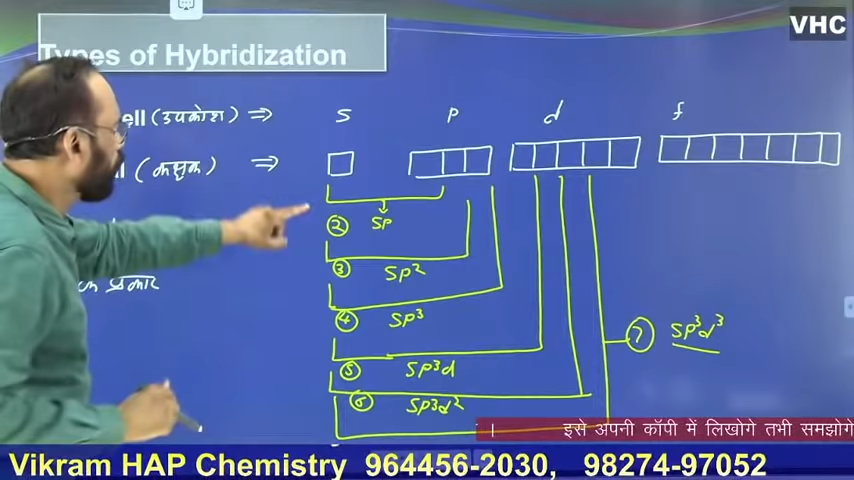 VHC
Types of Hybridization
ell (उपकोश) ⇒ s p d f
(कक्षक) ⇒
② sp
③ sp²
④ sp³
⑦ sp³d³
प्रकार
⑤ sp³d
⑥ sp³d²
इसे अपनी कॉपी में लिखोगे तभी समझोगे
Vikram HAP Chemistry 964456-2030, 98274-97052